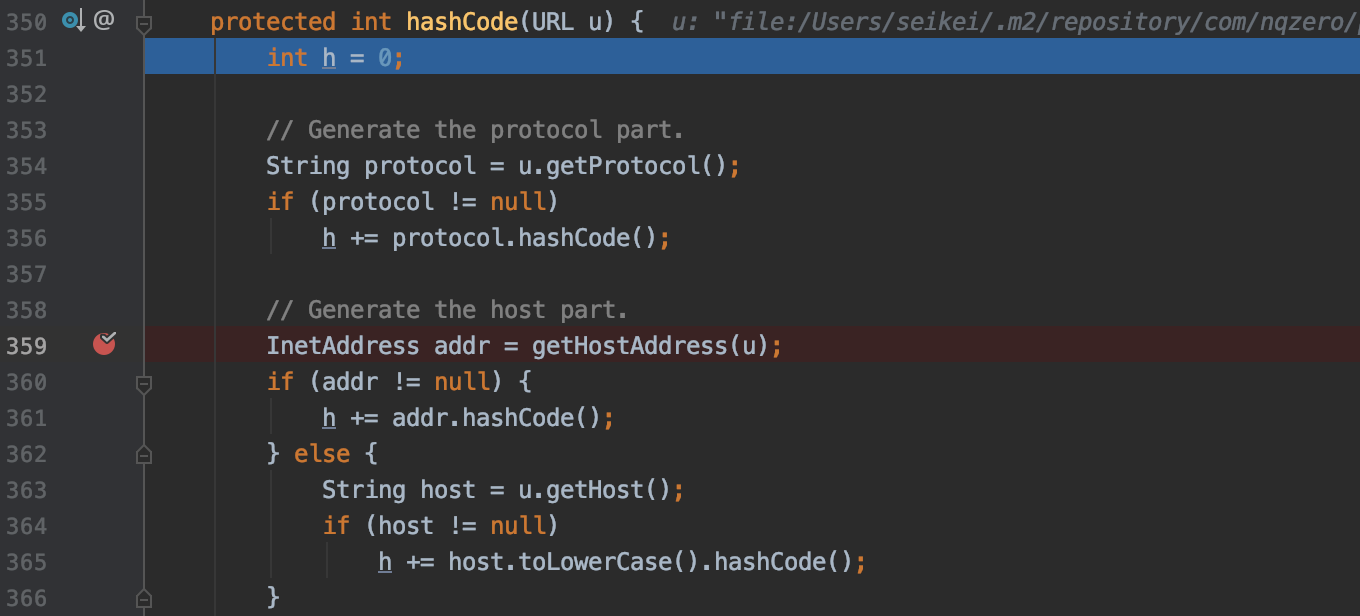 350 @ protected int hashCode(URL u) { u: "file:/Users/seikei/.m2/repository/com/nqzero/
351 int h = 0;
352
353 // Generate the protocol part.
354 String protocol = u.getProtocol();
355 if (protocol != null)
356 h += protocol.hashCode();
357
358 // Generate the host part.
359 InetAddress addr = getHostAddress(u);
360 if (addr != null) {
361 h += addr.hashCode();
362 } else {
363 String host = u.getHost();
364 if (host != null)
365 h += host.toLowerCase().hashCode();
366 }